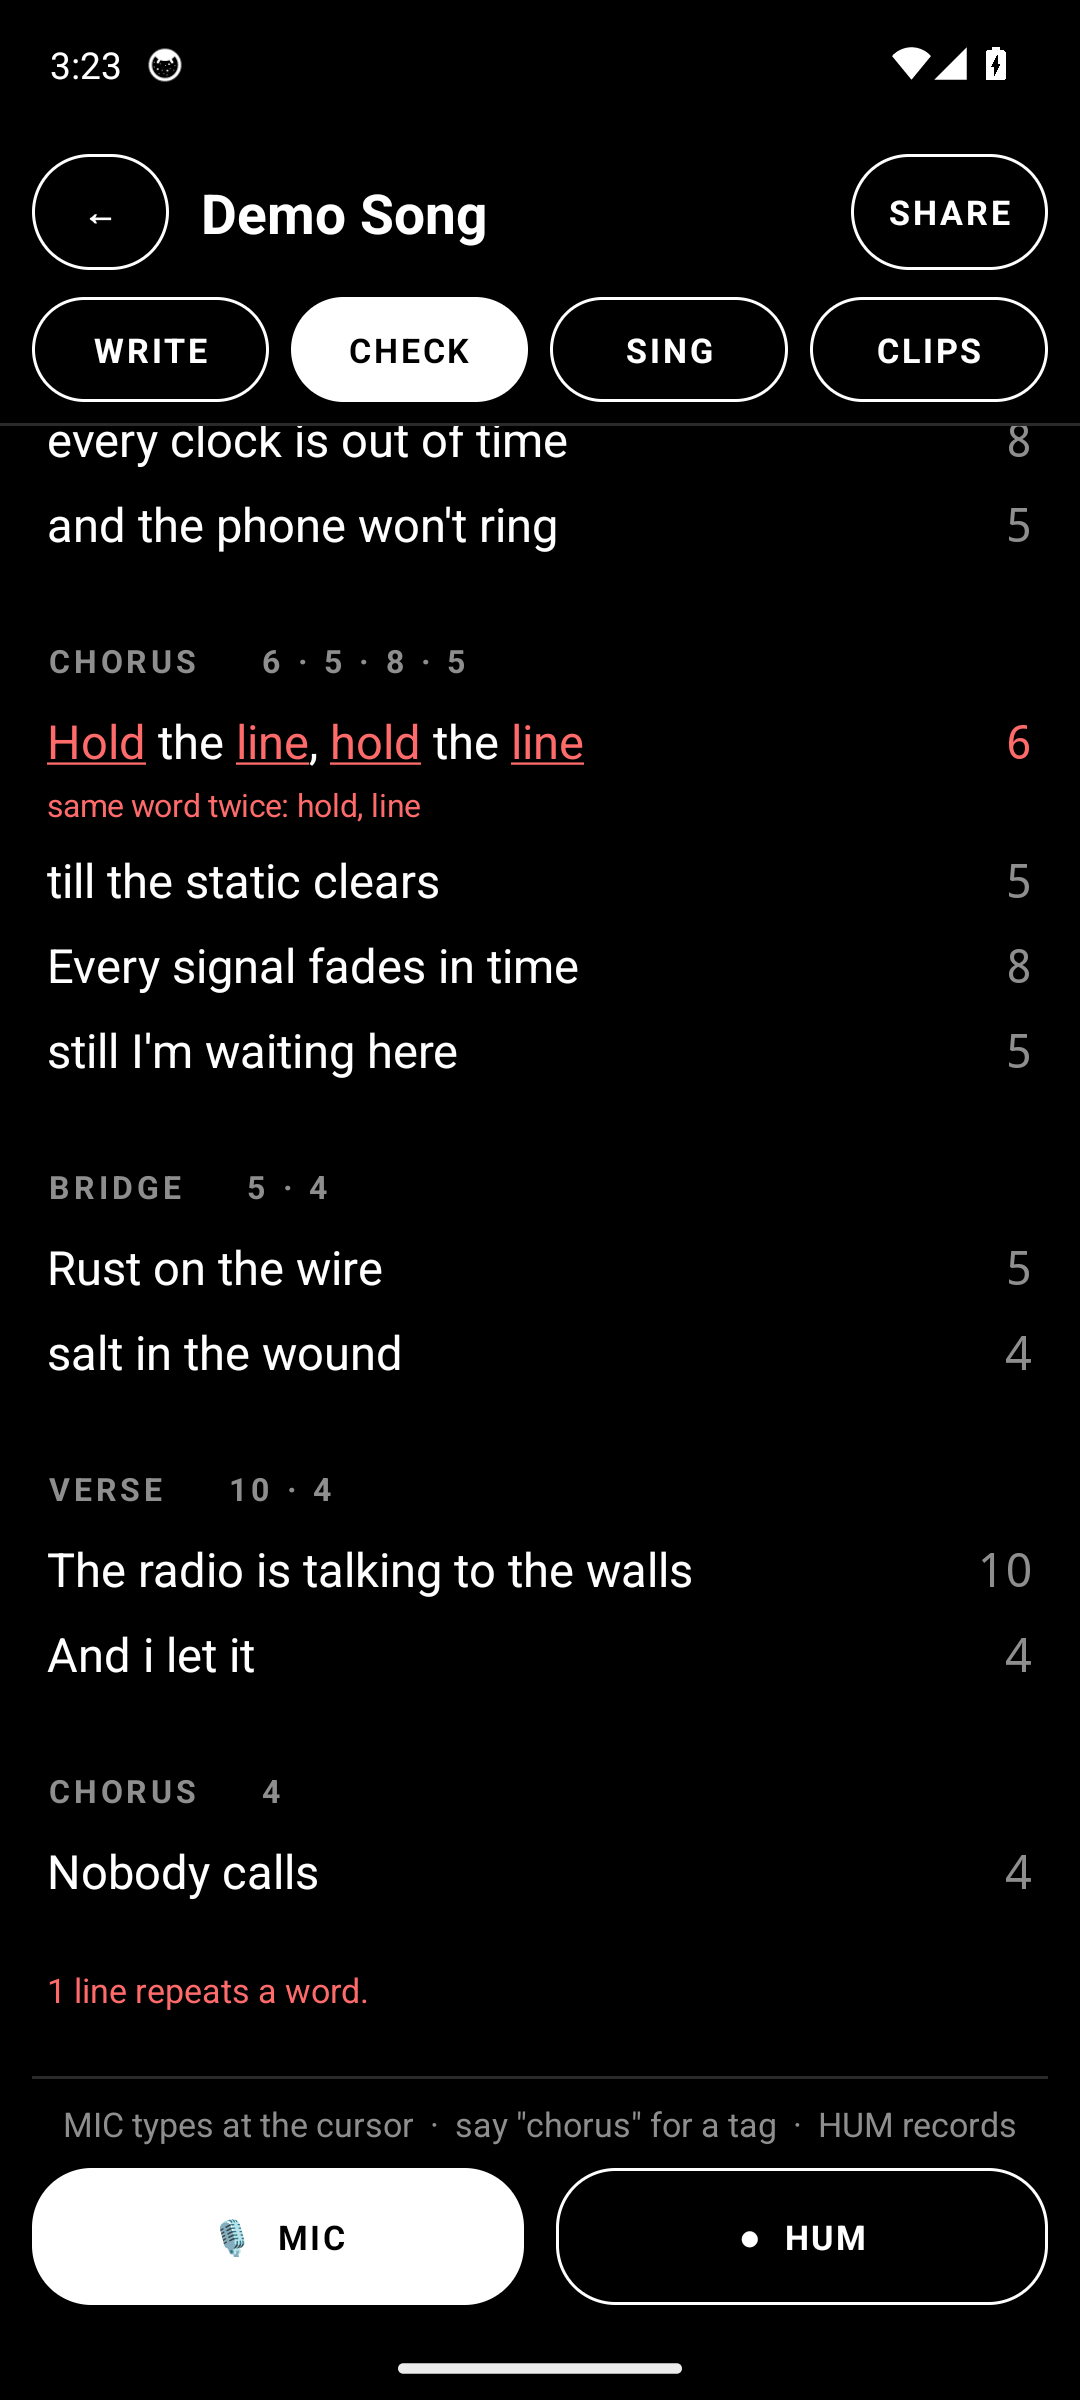 3:23
← Demo Song SHARE
WRITE CHECK SING CLIPS
every clock is out of time 8
and the phone won't ring 5
CHORUS 6 · 5 · 8 · 5
Hold the line, hold the line 6
same word twice: hold, line
till the static clears 5
Every signal fades in time 8
still I'm waiting here 5
BRIDGE 5 · 4
Rust on the wire 5
salt in the wound 4
VERSE 10 · 4
The radio is talking to the walls 10
And i let it 4
CHORUS 4
Nobody calls 4
1 line repeats a word.
MIC types at the cursor · say "chorus" for a tag · HUM records
MIC ● HUM